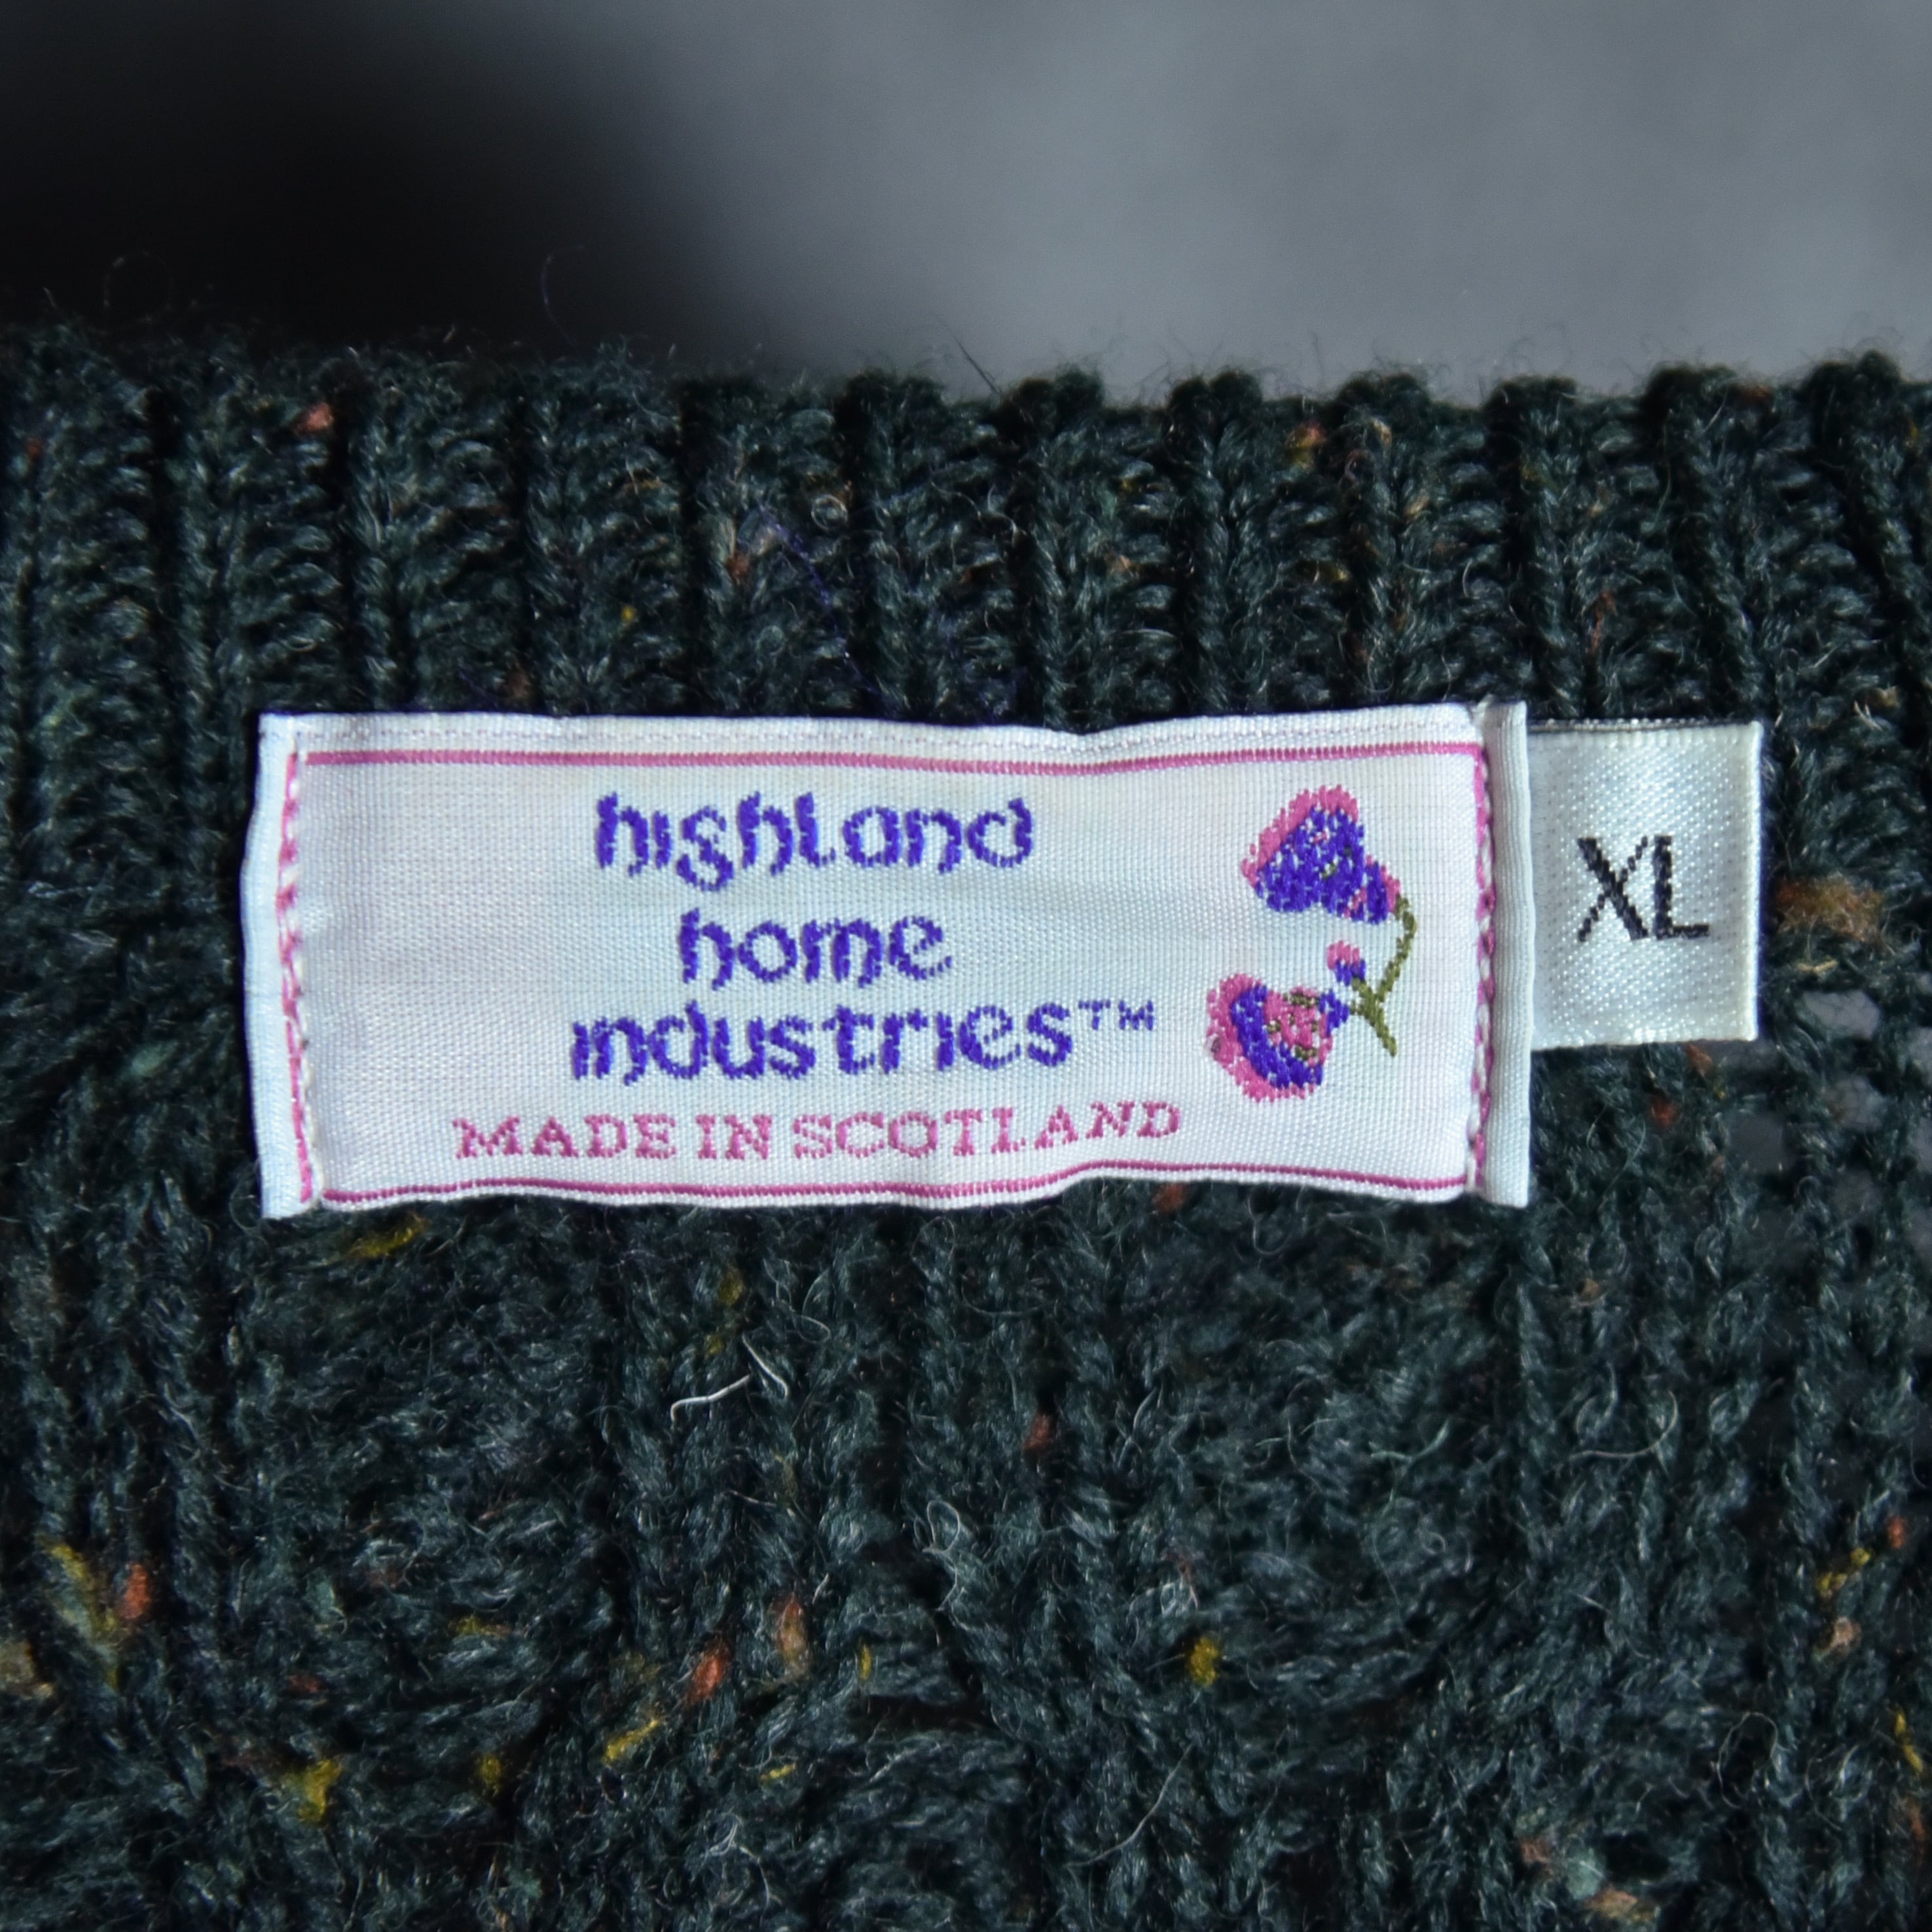 highland
home
industries™
MADE IN SCOTLAND
XL